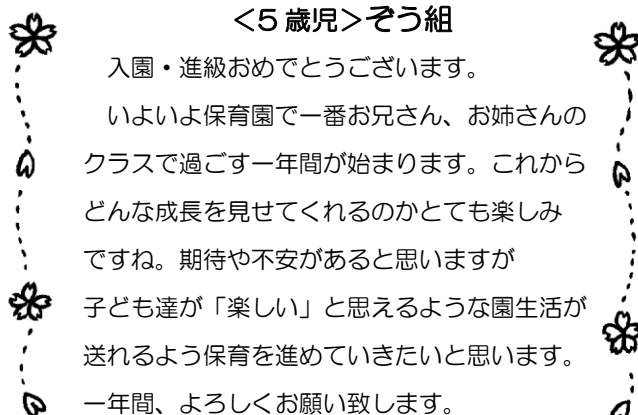 ＜５歳児＞ぞう組
入園・進級おめでとうございます。
いよいよ保育園で一番お兄さん、お姉さんの
クラスで過ごす一年間が始まります。これから
どんな成長を見せてくれるのかとても楽しみ
ですね。期待や不安があると思いますが
子ども達が「楽しい」と思えるような園生活が
送れるよう保育を進めていきたいと思います。
一年間、よろしくお願い致します。